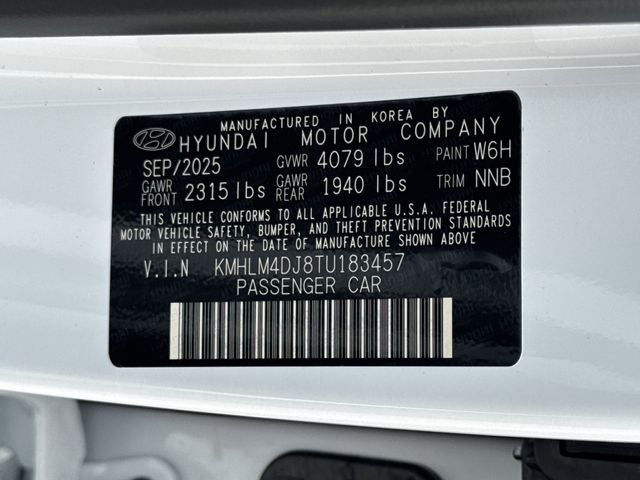 MANUFACTURED IN KOREA BY
HYUNDAI MOTOR COMPANY
SEP/2025 GVWR 4079 lbs PAINT W6H
GAWR FRONT 2315 lbs GAWR REAR 1940 lbs TRIM NNB
THIS VEHICLE CONFORMS TO ALL APPLICABLE U.S.A. FEDERAL
MOTOR VEHICLE SAFETY, BUMPER, AND THEFT PREVENTION STANDARDS
IN EFFECT ON THE DATE OF MANUFACTURE SHOWN ABOVE
V.I.N KMHLM4DJ8TU183457
PASSENGER CAR